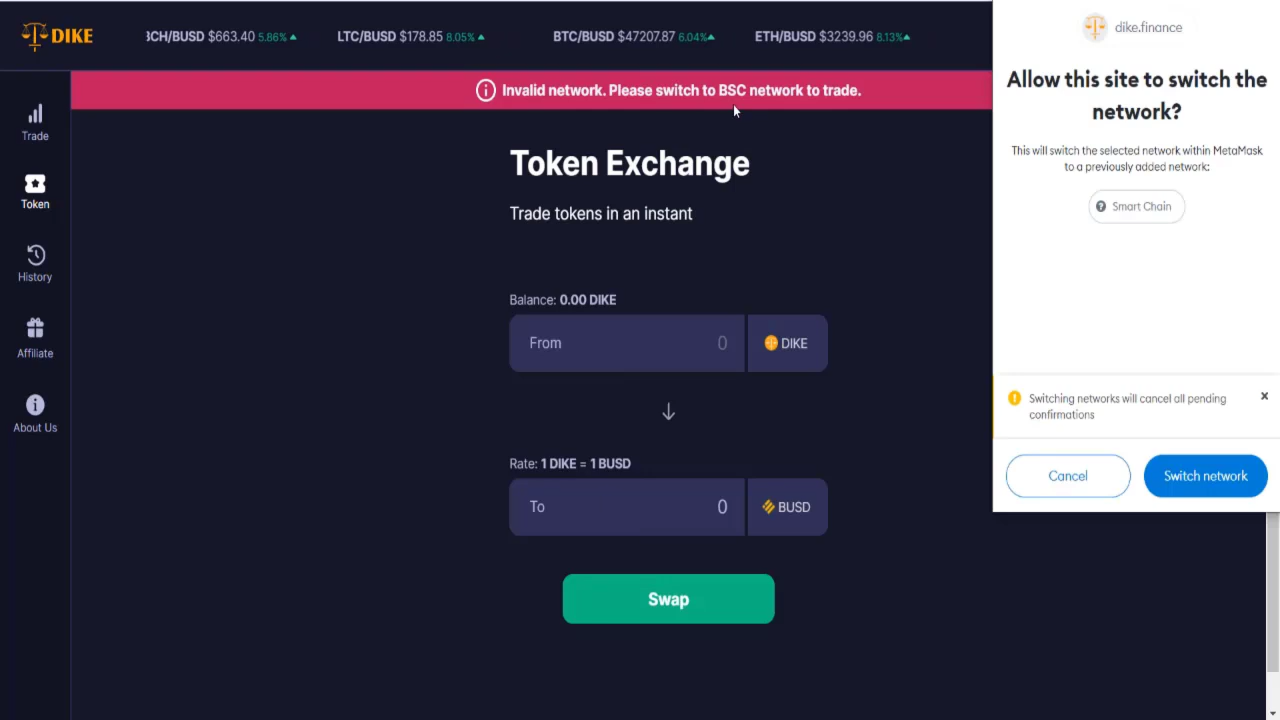 DIKE
BCH/BUSD $663.40 5.86%
LTC/BUSD $178.85 8.05%
BTC/BUSD $47207.87 6.04%
ETH/BUSD $3239.96 8.13%
dike.finance
Allow this site to switch the
network?
This will switch the selected network within MetaMask
to a previously added network:
Smart Chain
Switching networks will cancel all pending
confirmations
x
Cancel
Switch network
Invalid network. Please switch to BSC network to trade.
Trade
Token
History
Affiliate
About Us
Token Exchange
Trade tokens in an instant
Balance: 0.00 DIKE
From 0 DIKE
Rate: 1 DIKE = 1 BUSD
To 0 BUSD
Swap